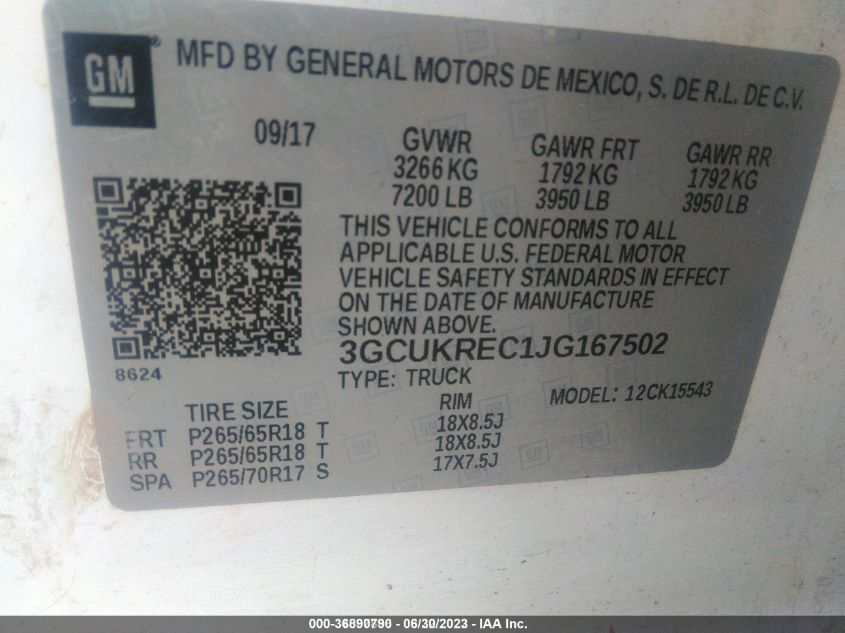 GM ®
MFD BY GENERAL MOTORS DE MEXICO, S. DE R.L. DE C.V.
09/17 GVWR GAWR FRT GAWR RR
3266 KG 1792 KG 1792 KG
7200 LB 3950 LB 3950 LB
THIS VEHICLE CONFORMS TO ALL
APPLICABLE U.S. FEDERAL MOTOR
VEHICLE SAFETY STANDARDS IN EFFECT
ON THE DATE OF MANUFACTURE
SHOWN ABOVE.
3GCUKREC1JG167502
8624 TYPE: TRUCK MODEL: 12CK15543
TIRE SIZE RIM
FRT P265/65R18 T 18X8.5J
RR P265/65R18 T 18X8.5J
SPA P265/70R17 S 17X7.5J
000-36890790 - 06/30/2023 - IAA Inc.